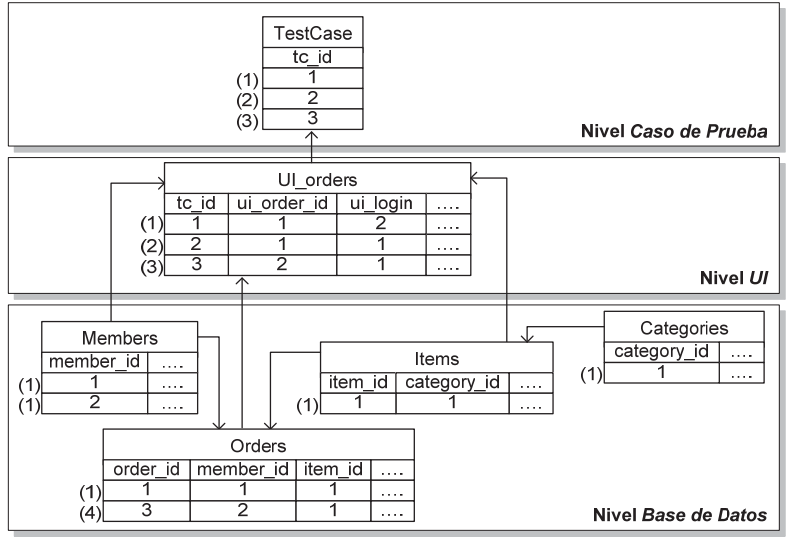 TestCase
tc_id
(1) 1
(2) 2
(3) 3
Nivel Caso de Prueba
UI_orders
tc_id ui_order_id ui_login ....
(1) 1 1 2 ....
(2) 2 1 1 ....
(3) 3 2 1 ....
Nivel UI
Members
member_id ....
(1) 1 ....
(1) 2 ....
Items
item_id category_id ....
(1) 1 1 ....
Categories
category_id ....
(1) 1 ....
Orders
order_id member_id item_id ....
(1) 1 1 1 ....
(4) 3 2 1 ....
Nivel Base de Datos